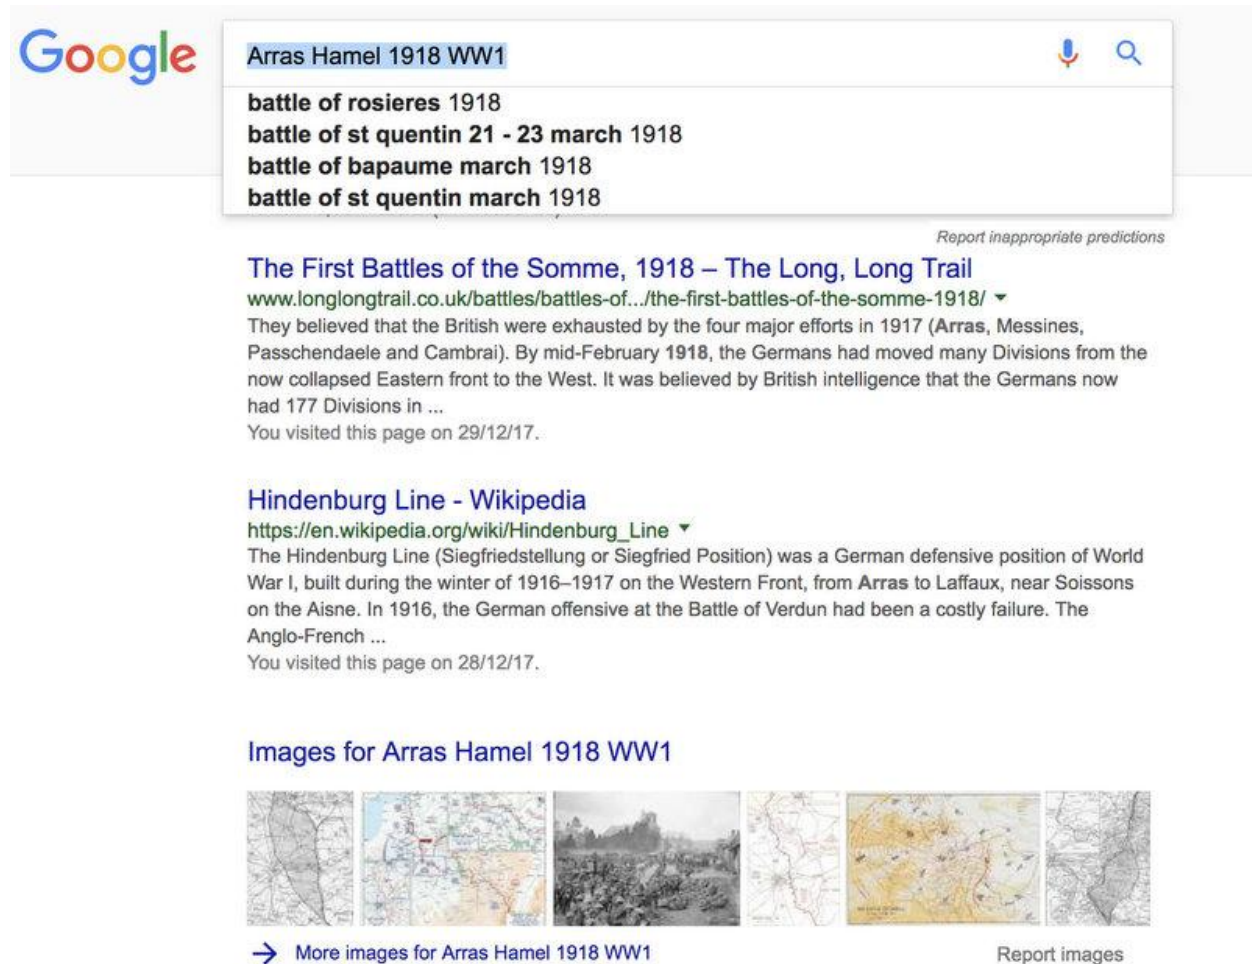 Google
Arras Hamel 1918 WW1
battle of rosieres 1918
battle of st quentin 21 - 23 march 1918
battle of bapaume march 1918
battle of st quentin march 1918
Report inappropriate predictions
The First Battles of the Somme, 1918 – The Long, Long Trail
www.longlongtrail.co.uk/battles/battles-of.../the-first-battles-of-the-somme-1918/
They believed that the British were exhausted by the four major efforts in 1917 (Arras, Messines,
Passchendaele and Cambrai). By mid-February 1918, the Germans had moved many Divisions from the
now collapsed Eastern front to the West. It was believed by British intelligence that the Germans now
had 177 Divisions in ...
You visited this page on 29/12/17.
Hindenburg Line - Wikipedia
https://en.wikipedia.org/wiki/Hindenburg_Line
The Hindenburg Line (Siegfriedstellung or Siegfried Position) was a German defensive position of World
War I, built during the winter of 1916–1917 on the Western Front, from Arras to Laffaux, near Soissons
on the Aisne. In 1916, the German offensive at the Battle of Verdun had been a costly failure. The
Anglo-French ...
You visited this page on 28/12/17.
Images for Arras Hamel 1918 WW1
More images for Arras Hamel 1918 WW1
Report images